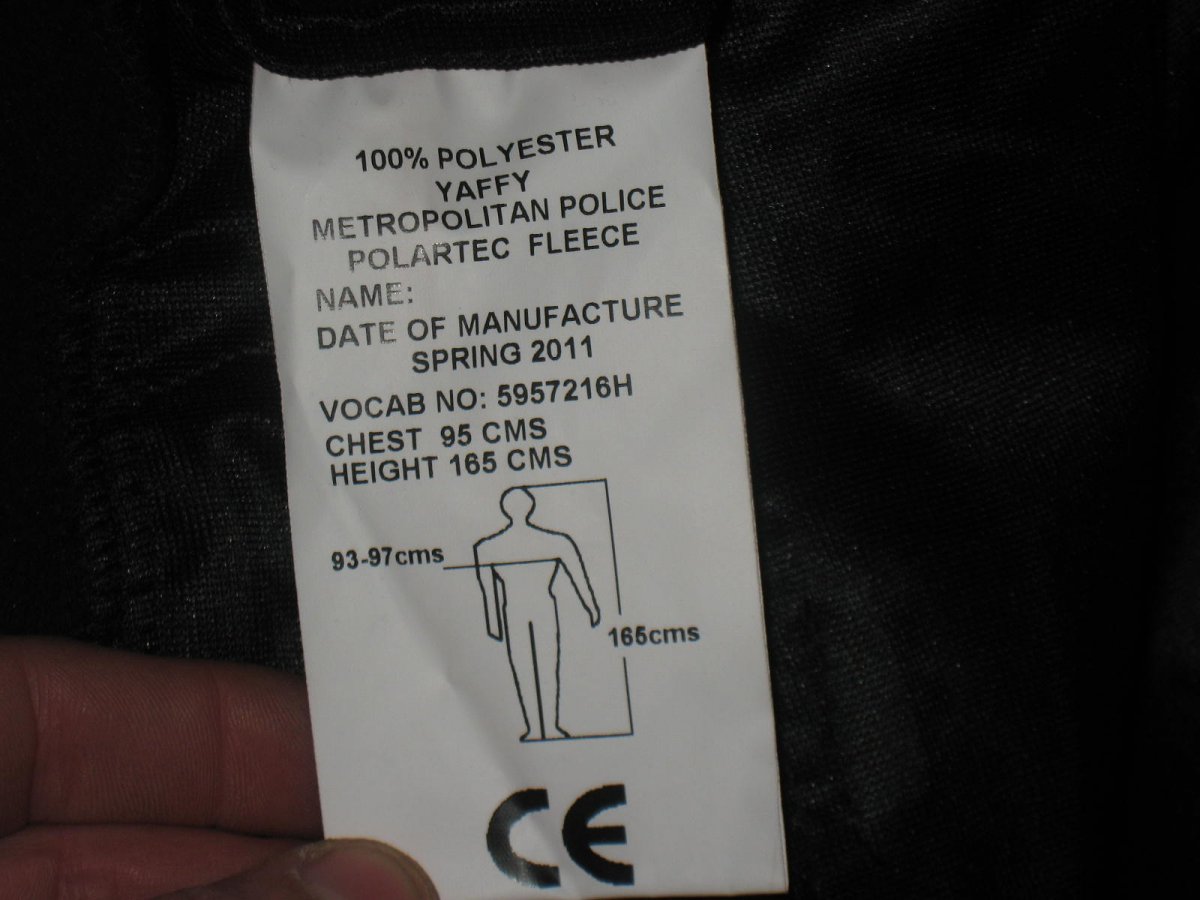 100% POLYESTER
YAFFY
METROPOLITAN POLICE
POLARTEC FLEECE
NAME:
DATE OF MANUFACTURE
SPRING 2011
VOCAB NO: 5957216H
CHEST 95 CMS
HEIGHT 165 CMS
93-97cms
165cms
CE